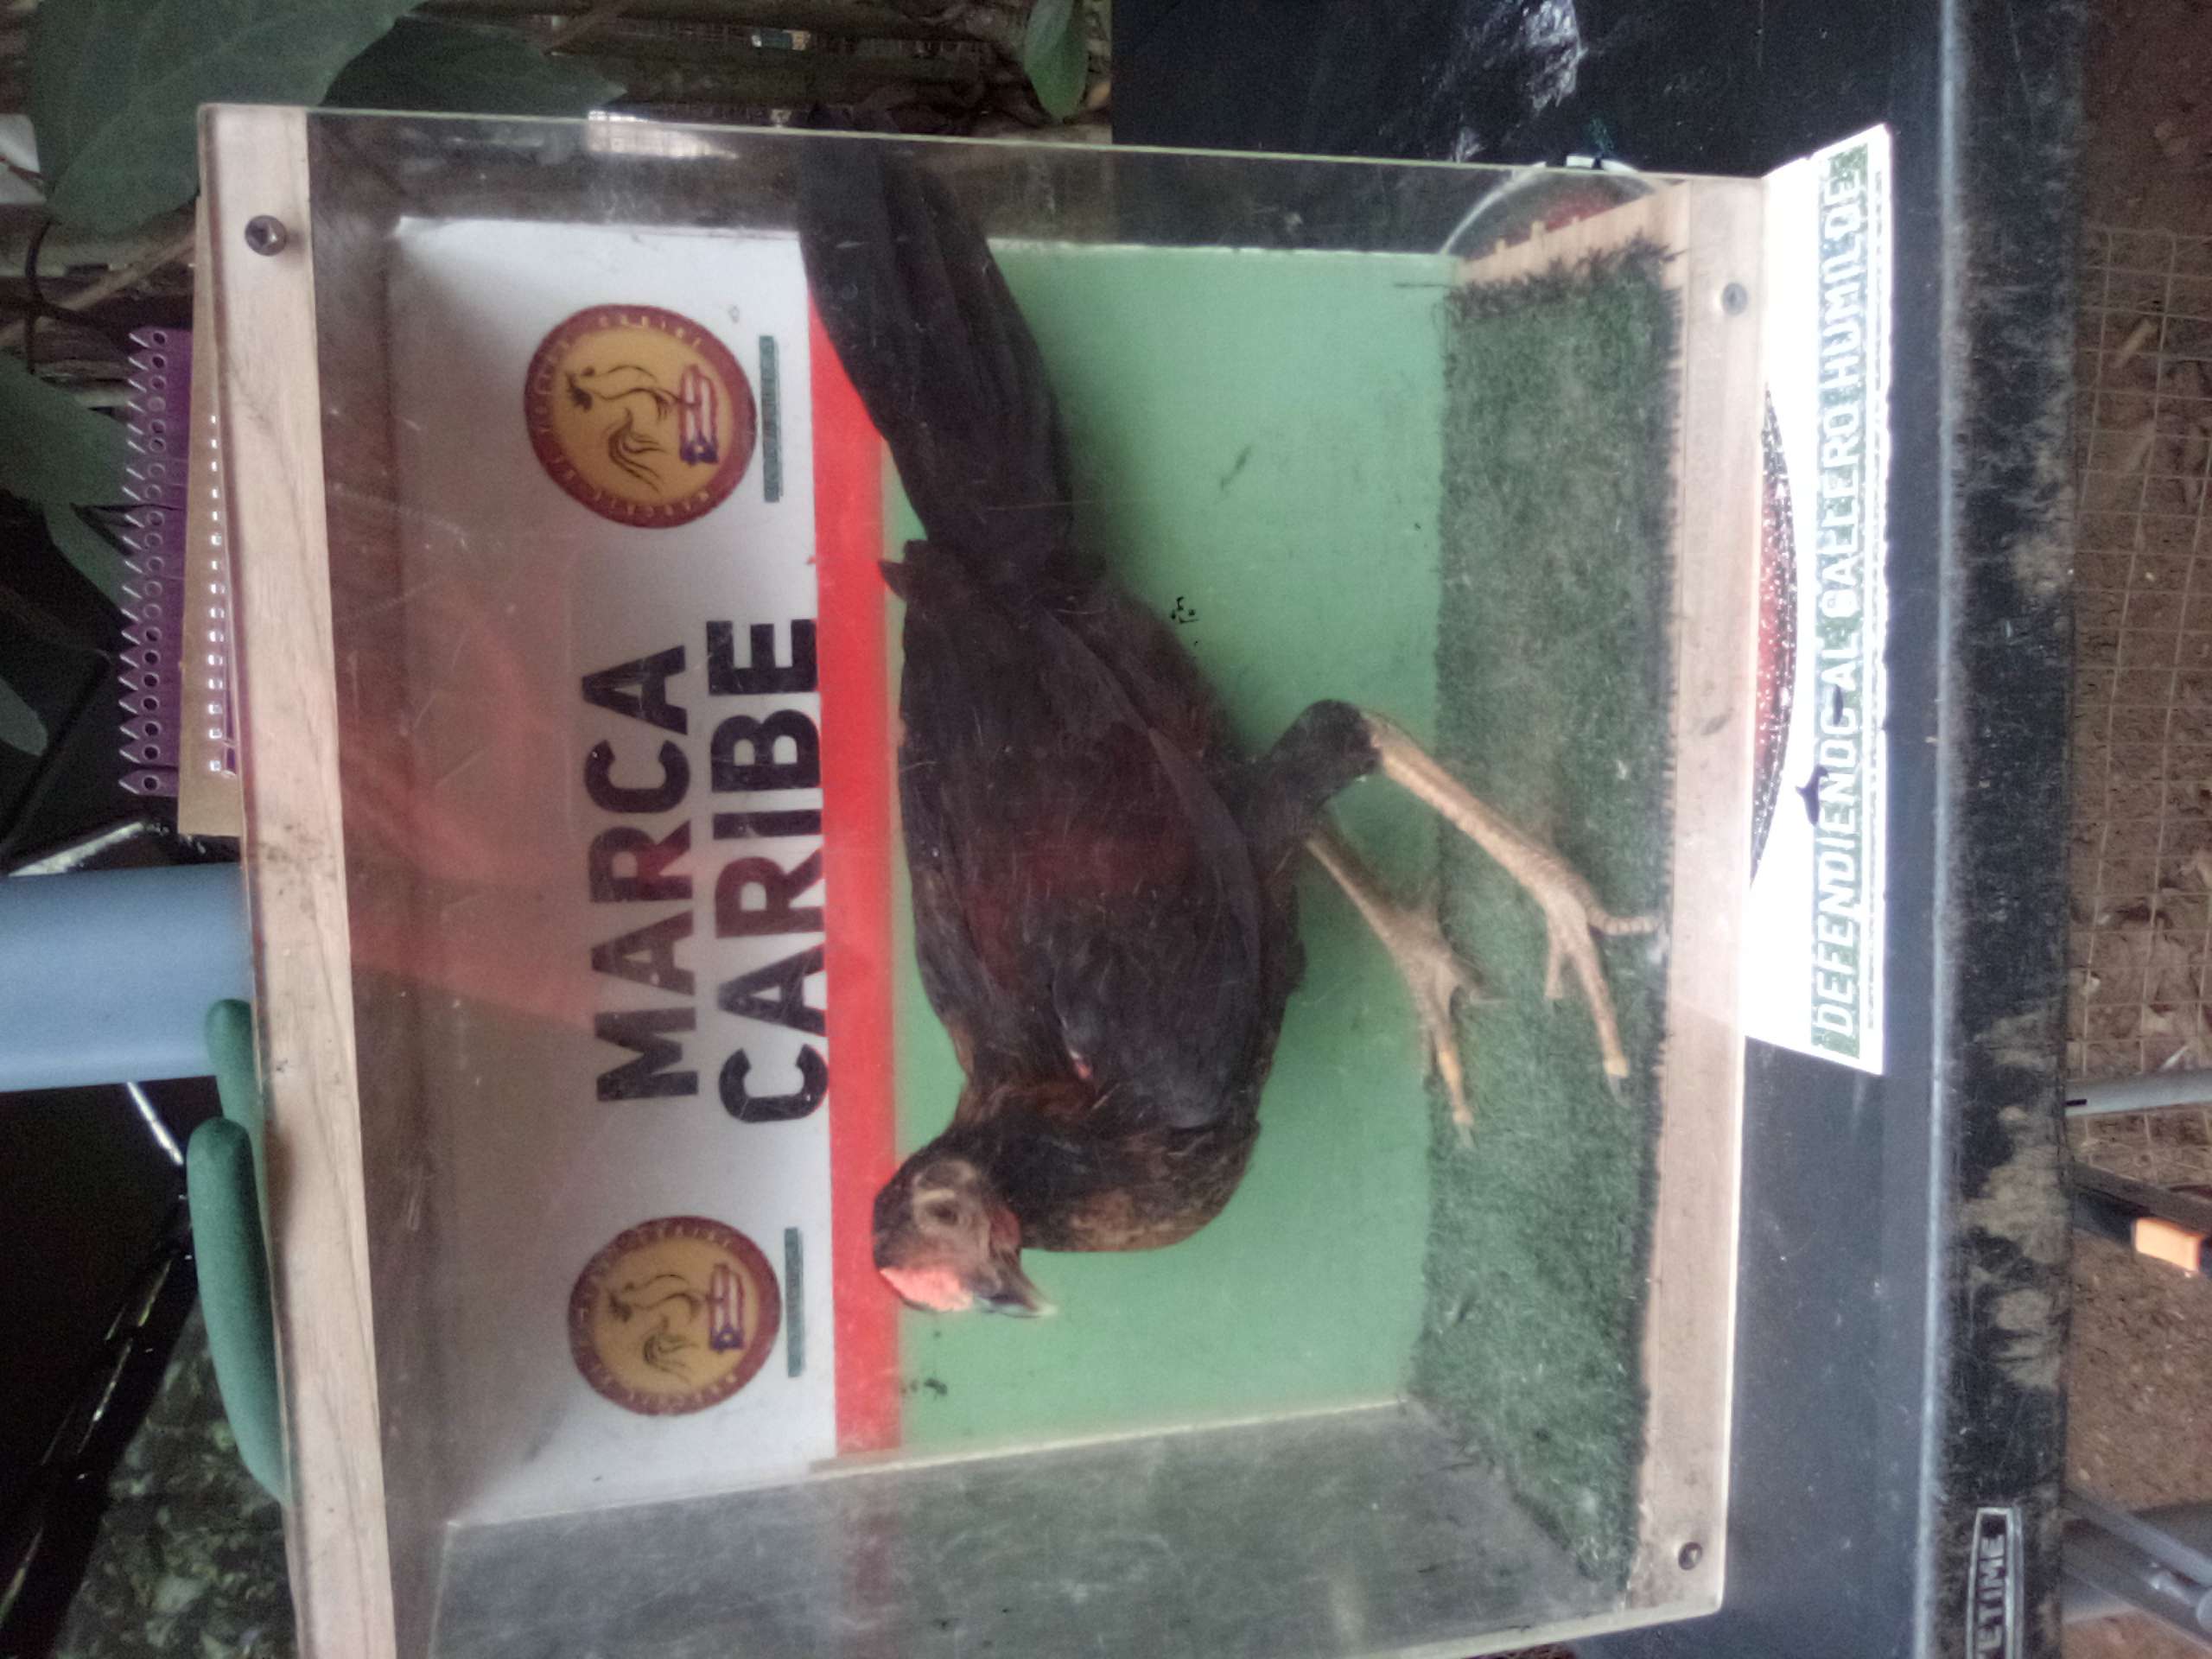 MARCA
CARIBE
DEFENDIENDO AL GALLERO HUMILDE